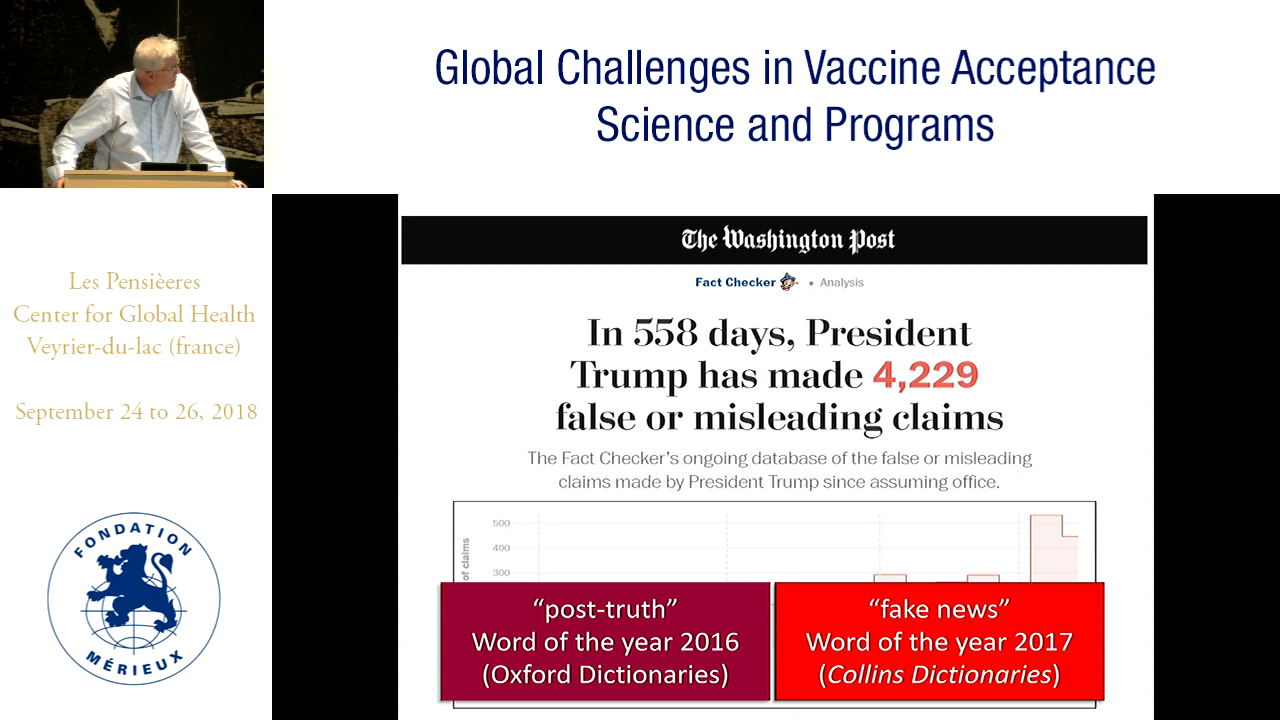 Global Challenges in Vaccine Acceptance
Science and Programs
Les Pensièeres
Center for Global Health
Veyrier-du-lac (france)
September 24 to 26, 2018
FONDATION
MÉRIEUX
The Washington Post
Fact Checker • Analysis
In 558 days, President
Trump has made 4,229
false or misleading claims
The Fact Checker's ongoing database of the false or misleading
claims made by President Trump since assuming office.
500
400
300
of claims
“post-truth”
Word of the year 2016
(Oxford Dictionaries)
“fake news”
Word of the year 2017
(Collins Dictionaries)